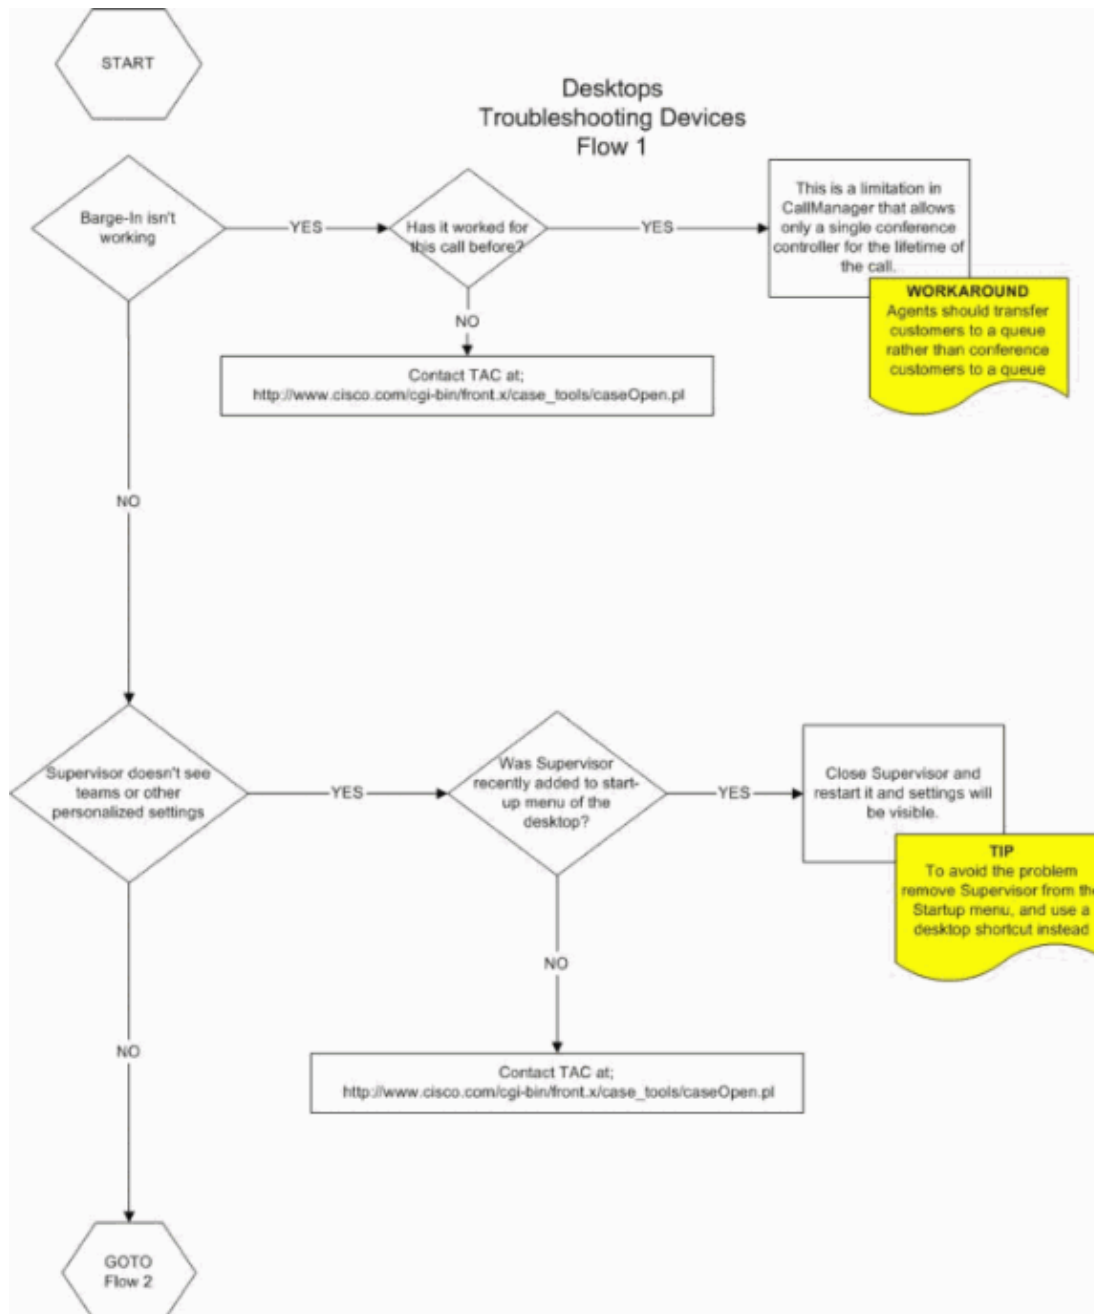 START
Desktops
Troubleshooting Devices
Flow 1
Barge-In isn't
working
YES
Has it worked for
this call before?
YES
This is a limitation in
CallManager that allows
only a single conference
controller for the lifetime of
the call.
WORKAROUND
Agents should transfer
customers to a queue
rather than conference
customers to a queue
NO
Contact TAC at;
http://www.cisco.com/cgi-bin/front.x/case_tools/caseOpen.pl
NO
Supervisor doesn't see
teams or other
personalized settings
YES
Was Supervisor
recently added to start-
up menu of the
desktop?
YES
Close Supervisor and
restart it and settings will
be visible.
TIP
To avoid the problem
remove Supervisor from the
Startup menu, and use a
desktop shortcut instead
NO
Contact TAC at;
http://www.cisco.com/cgi-bin/front.x/case_tools/caseOpen.pl
NO
GOTO
Flow 2